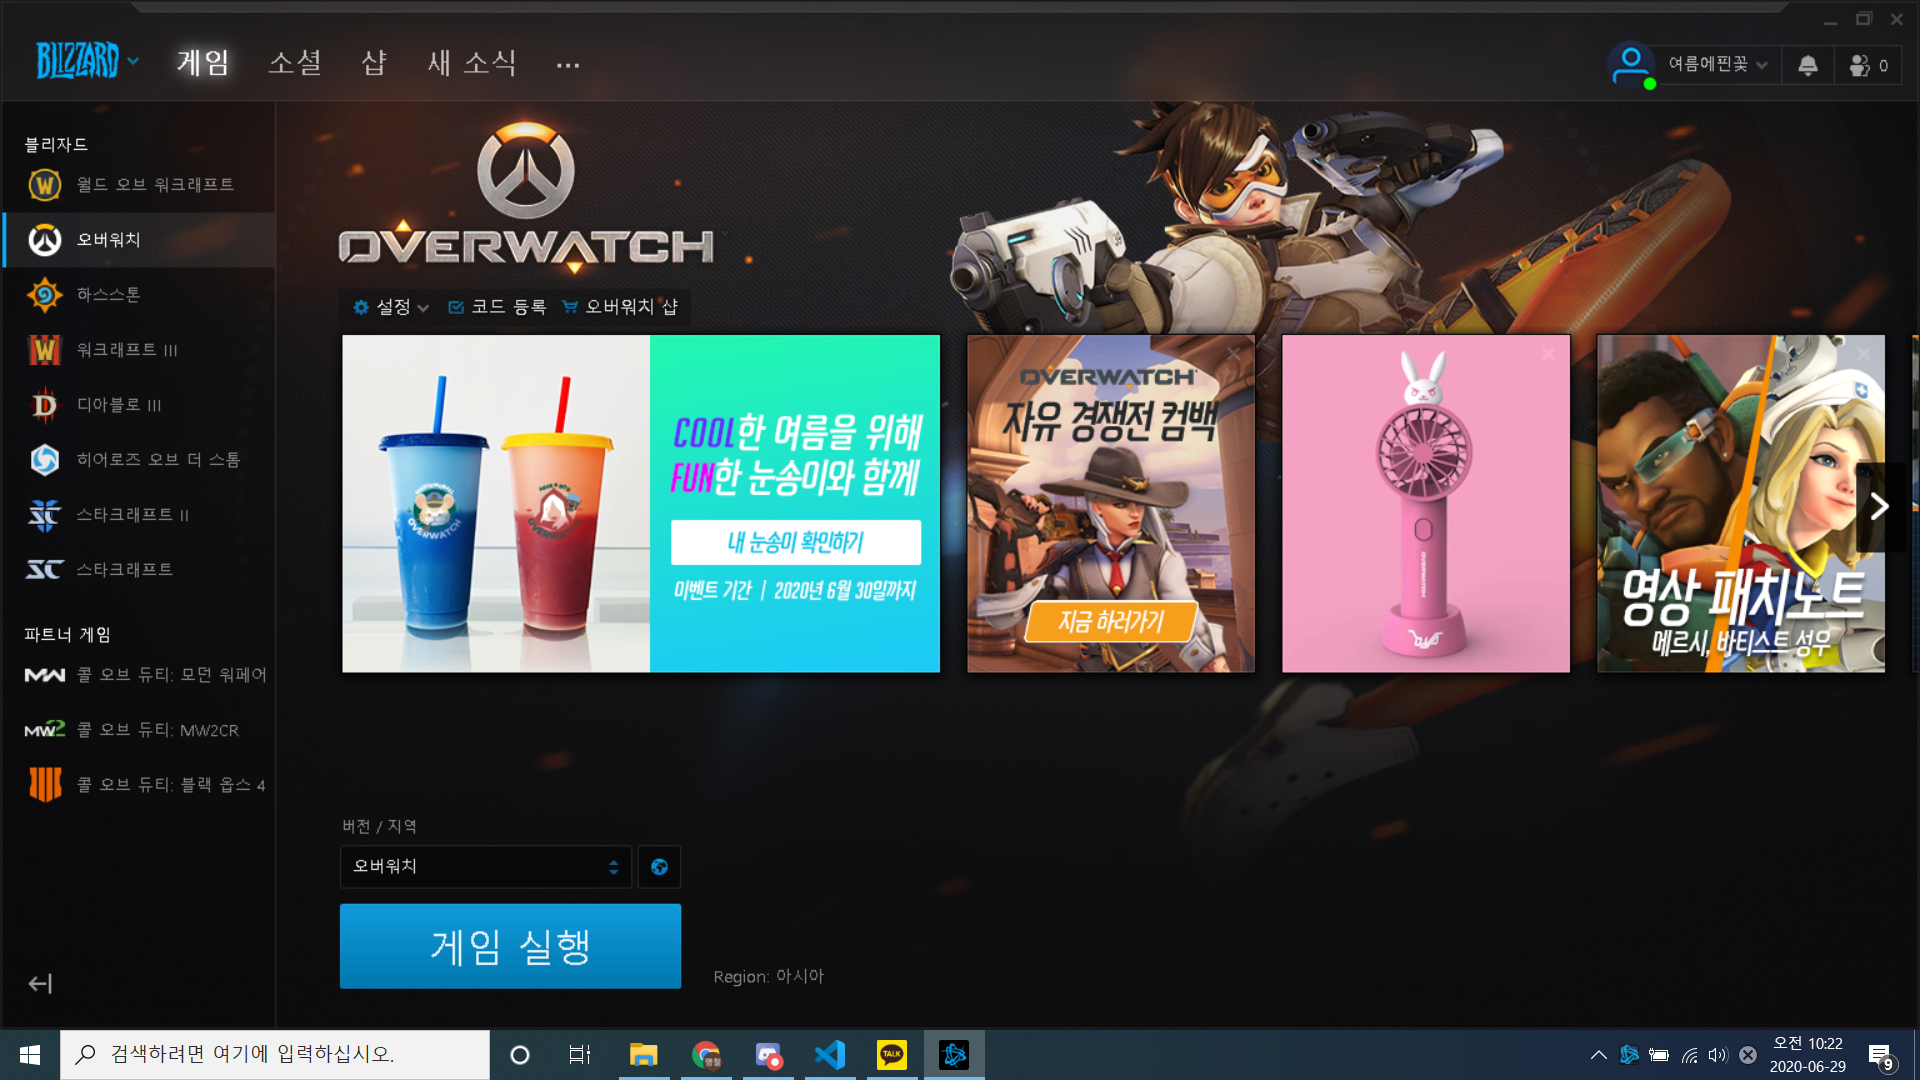 BLIZZARD
게임
소셜
샵
새 소식
...
여름에핀꽃
0
블리자드
월드 오브 워크래프트
오버워치
하스스톤
워크래프트 III
디아블로 III
히어로즈 오브 더 스톰
스타크래프트 II
스타크래프트
파트너 게임
MW
콜 오브 듀티: 모던 워페어
MW2
콜 오브 듀티: MW2CR
콜 오브 듀티: 블랙 옵스 4
OVERWATCH
설정
코드 등록
오버워치 샵
OVERWATCH
OVERWATCH
COOL한 여름을 위해
FUN한 눈송미와 함께
내 눈송미 확인하기
이벤트 기간 | 2020년 6월 30일까지
OVERWATCH
자유 경쟁전 컴백
지금 하러가기
OVERWATCH
영상 패치노트
메르시, 바티스트 성우
버전 / 지역
오버워치
게임 실행
Region: 아시아
검색하려면 여기에 입력하십시오.
TALK
오전 10:22
2020-06-29
9